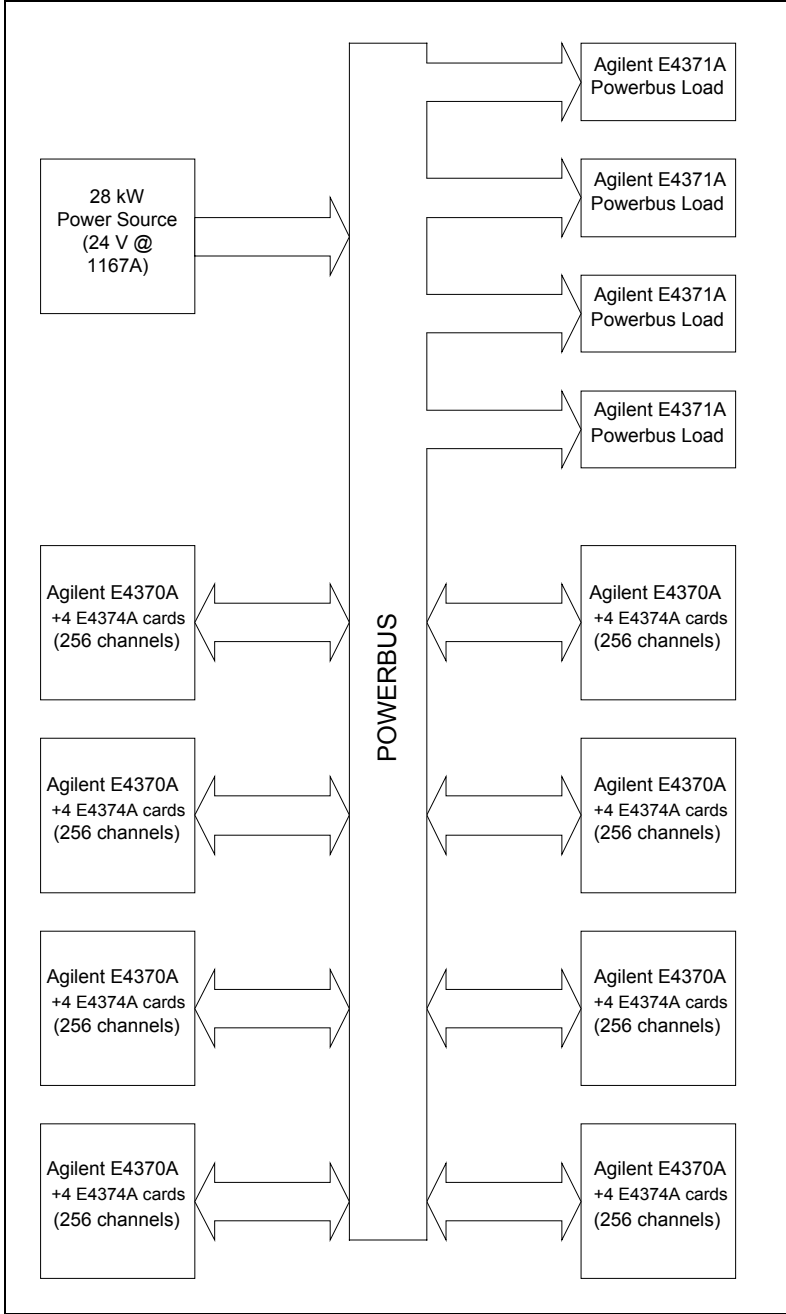 28 kW
Power Source
(24 V @
1167A)
Agilent E4371A
Powerbus Load
Agilent E4371A
Powerbus Load
Agilent E4371A
Powerbus Load
Agilent E4371A
Powerbus Load
POWERBUS
Agilent E4370A
+4 E4374A cards
(256 channels)
Agilent E4370A
+4 E4374A cards
(256 channels)
Agilent E4370A
+4 E4374A cards
(256 channels)
Agilent E4370A
+4 E4374A cards
(256 channels)
Agilent E4370A
+4 E4374A cards
(256 channels)
Agilent E4370A
+4 E4374A cards
(256 channels)
Agilent E4370A
+4 E4374A cards
(256 channels)
Agilent E4370A
+4 E4374A cards
(256 channels)